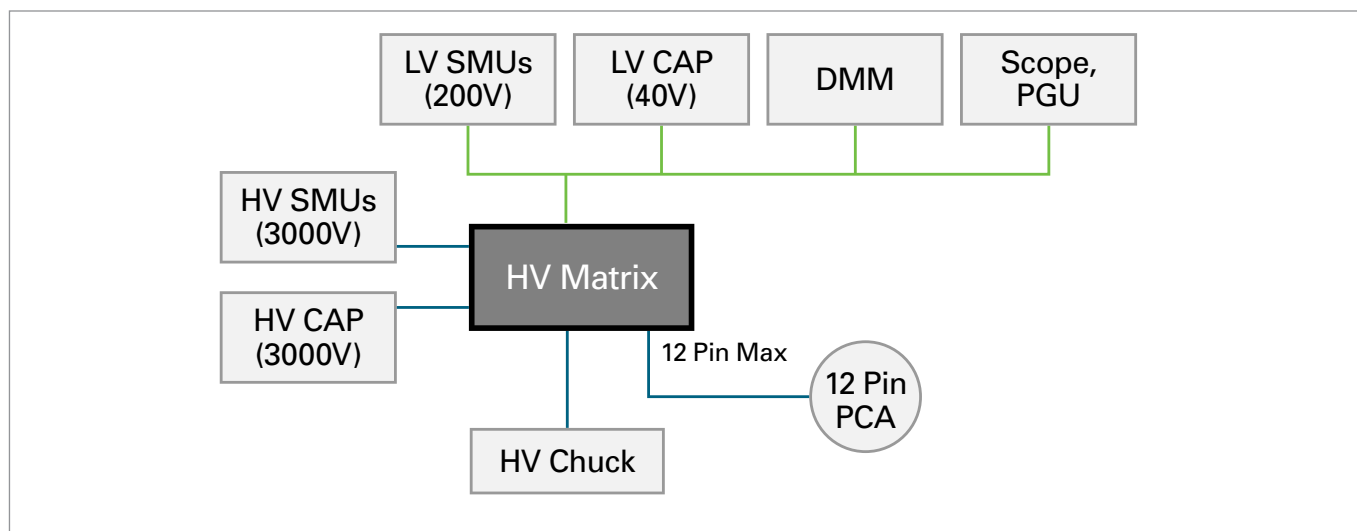 LV SMUs
(200V)
LV CAP
(40V)
DMM
Scope,
PGU
HV SMUs
(3000V)
HV Matrix
HV CAP
(3000V)
12 Pin Max
12 Pin
PCA
HV Chuck